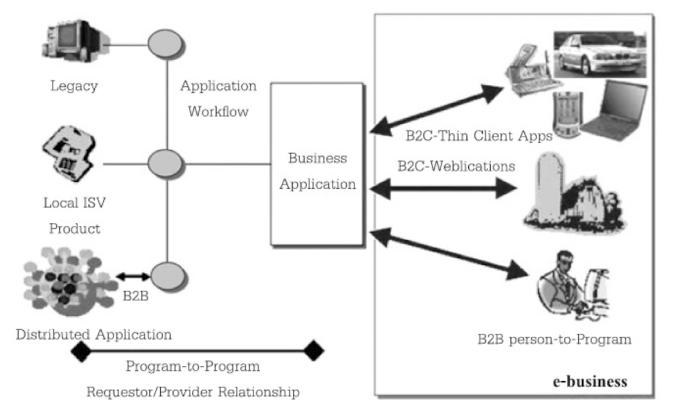 Legacy
Application
Workflow
B2C-Thin Client Apps
Business
Application
B2C-Weblications
Local ISV
Product
B2B
Distributed Application
B2B person-to-Program
Program-to-Program
Requestor/Provider Relationship
e-business